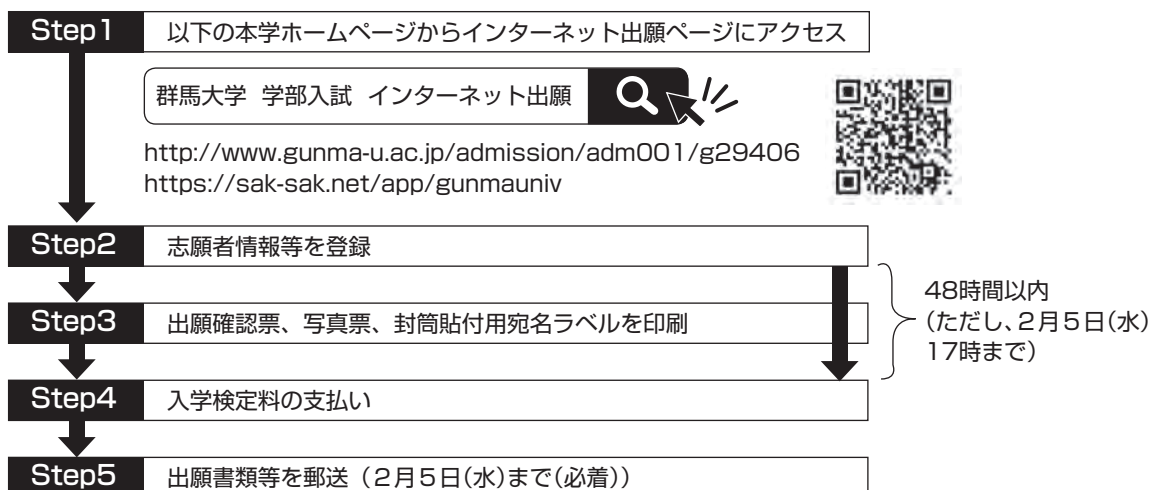 Step1 以下の本学ホームページからインターネット出願ページにアクセス
群馬大学 学部入試 インターネット出願
http://www.gunma-u.ac.jp/admission/adm001/g29406
https://sak-sak.net/app/gunmauniv
Step2 志願者情報等を登録
Step3 出願確認票、写真票、封筒貼付用宛名ラベルを印刷
48時間以内
(ただし、2月5日(水)
17時まで)
Step4 入学検定料の支払い
Step5 出願書類等を郵送(2月5日(水)まで(必着))